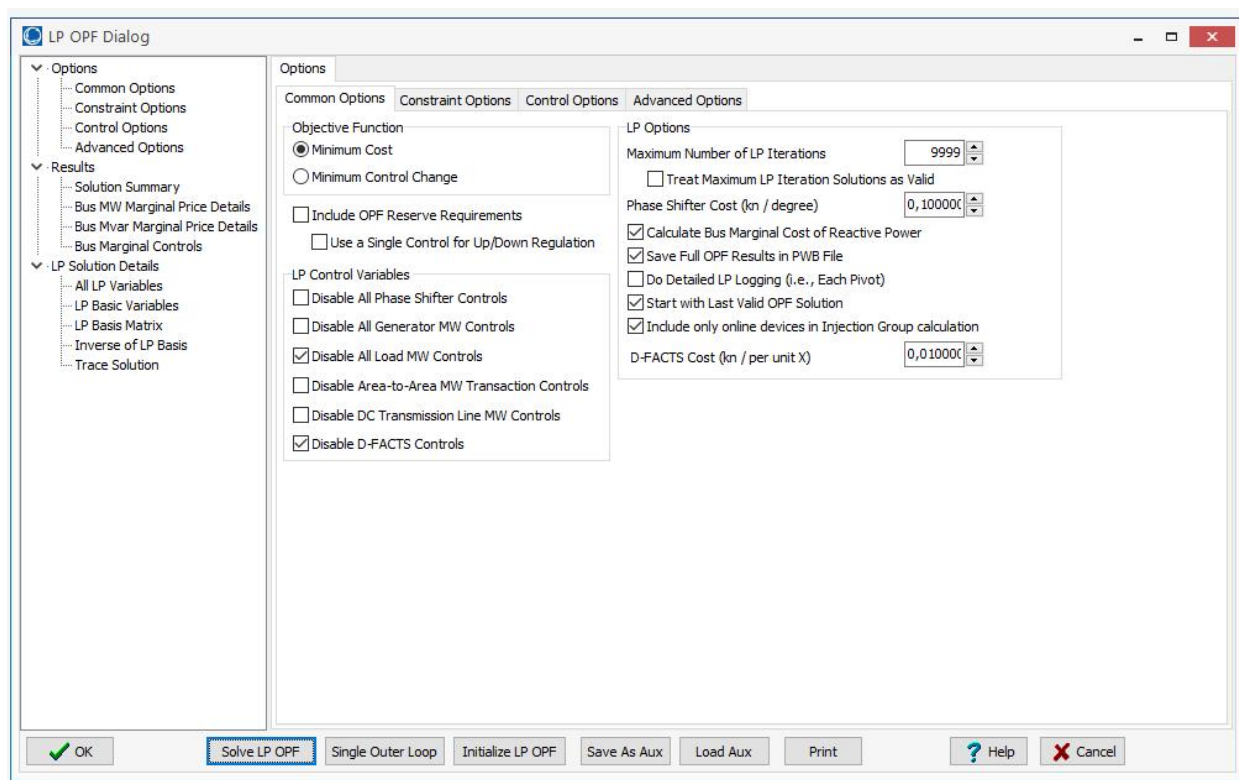 LP OPF Dialog
Options
Common Options
Constraint Options
Control Options
Advanced Options
Results
Solution Summary
Bus MW Marginal Price Details
Bus Mvar Marginal Price Details
Bus Marginal Controls
LP Solution Details
All LP Variables
LP Basic Variables
LP Basis Matrix
Inverse of LP Basis
Trace Solution
Options
Common Options Constraint Options Control Options Advanced Options
Objective Function
Minimum Cost
Minimum Control Change
Include OPF Reserve Requirements
Use a Single Control for Up/Down Regulation
LP Control Variables
Disable All Phase Shifter Controls
Disable All Generator MW Controls
Disable All Load MW Controls
Disable Area-to-Area MW Transaction Controls
Disable DC Transmission Line MW Controls
Disable D-FACTS Controls
LP Options
Maximum Number of LP Iterations 9999
Treat Maximum LP Iteration Solutions as Valid
Phase Shifter Cost (kn / degree) 0,10000
Calculate Bus Marginal Cost of Reactive Power
Save Full OPF Results in PWB File
Do Detailed LP Logging (i.e., Each Pivot)
Start with Last Valid OPF Solution
Include only online devices in Injection Group calculation
D-FACTS Cost (kn / per unit X) 0,01000
OK Solve LP OPF Single Outer Loop Initialize LP OPF Save As Aux Load Aux Print ? Help Cancel